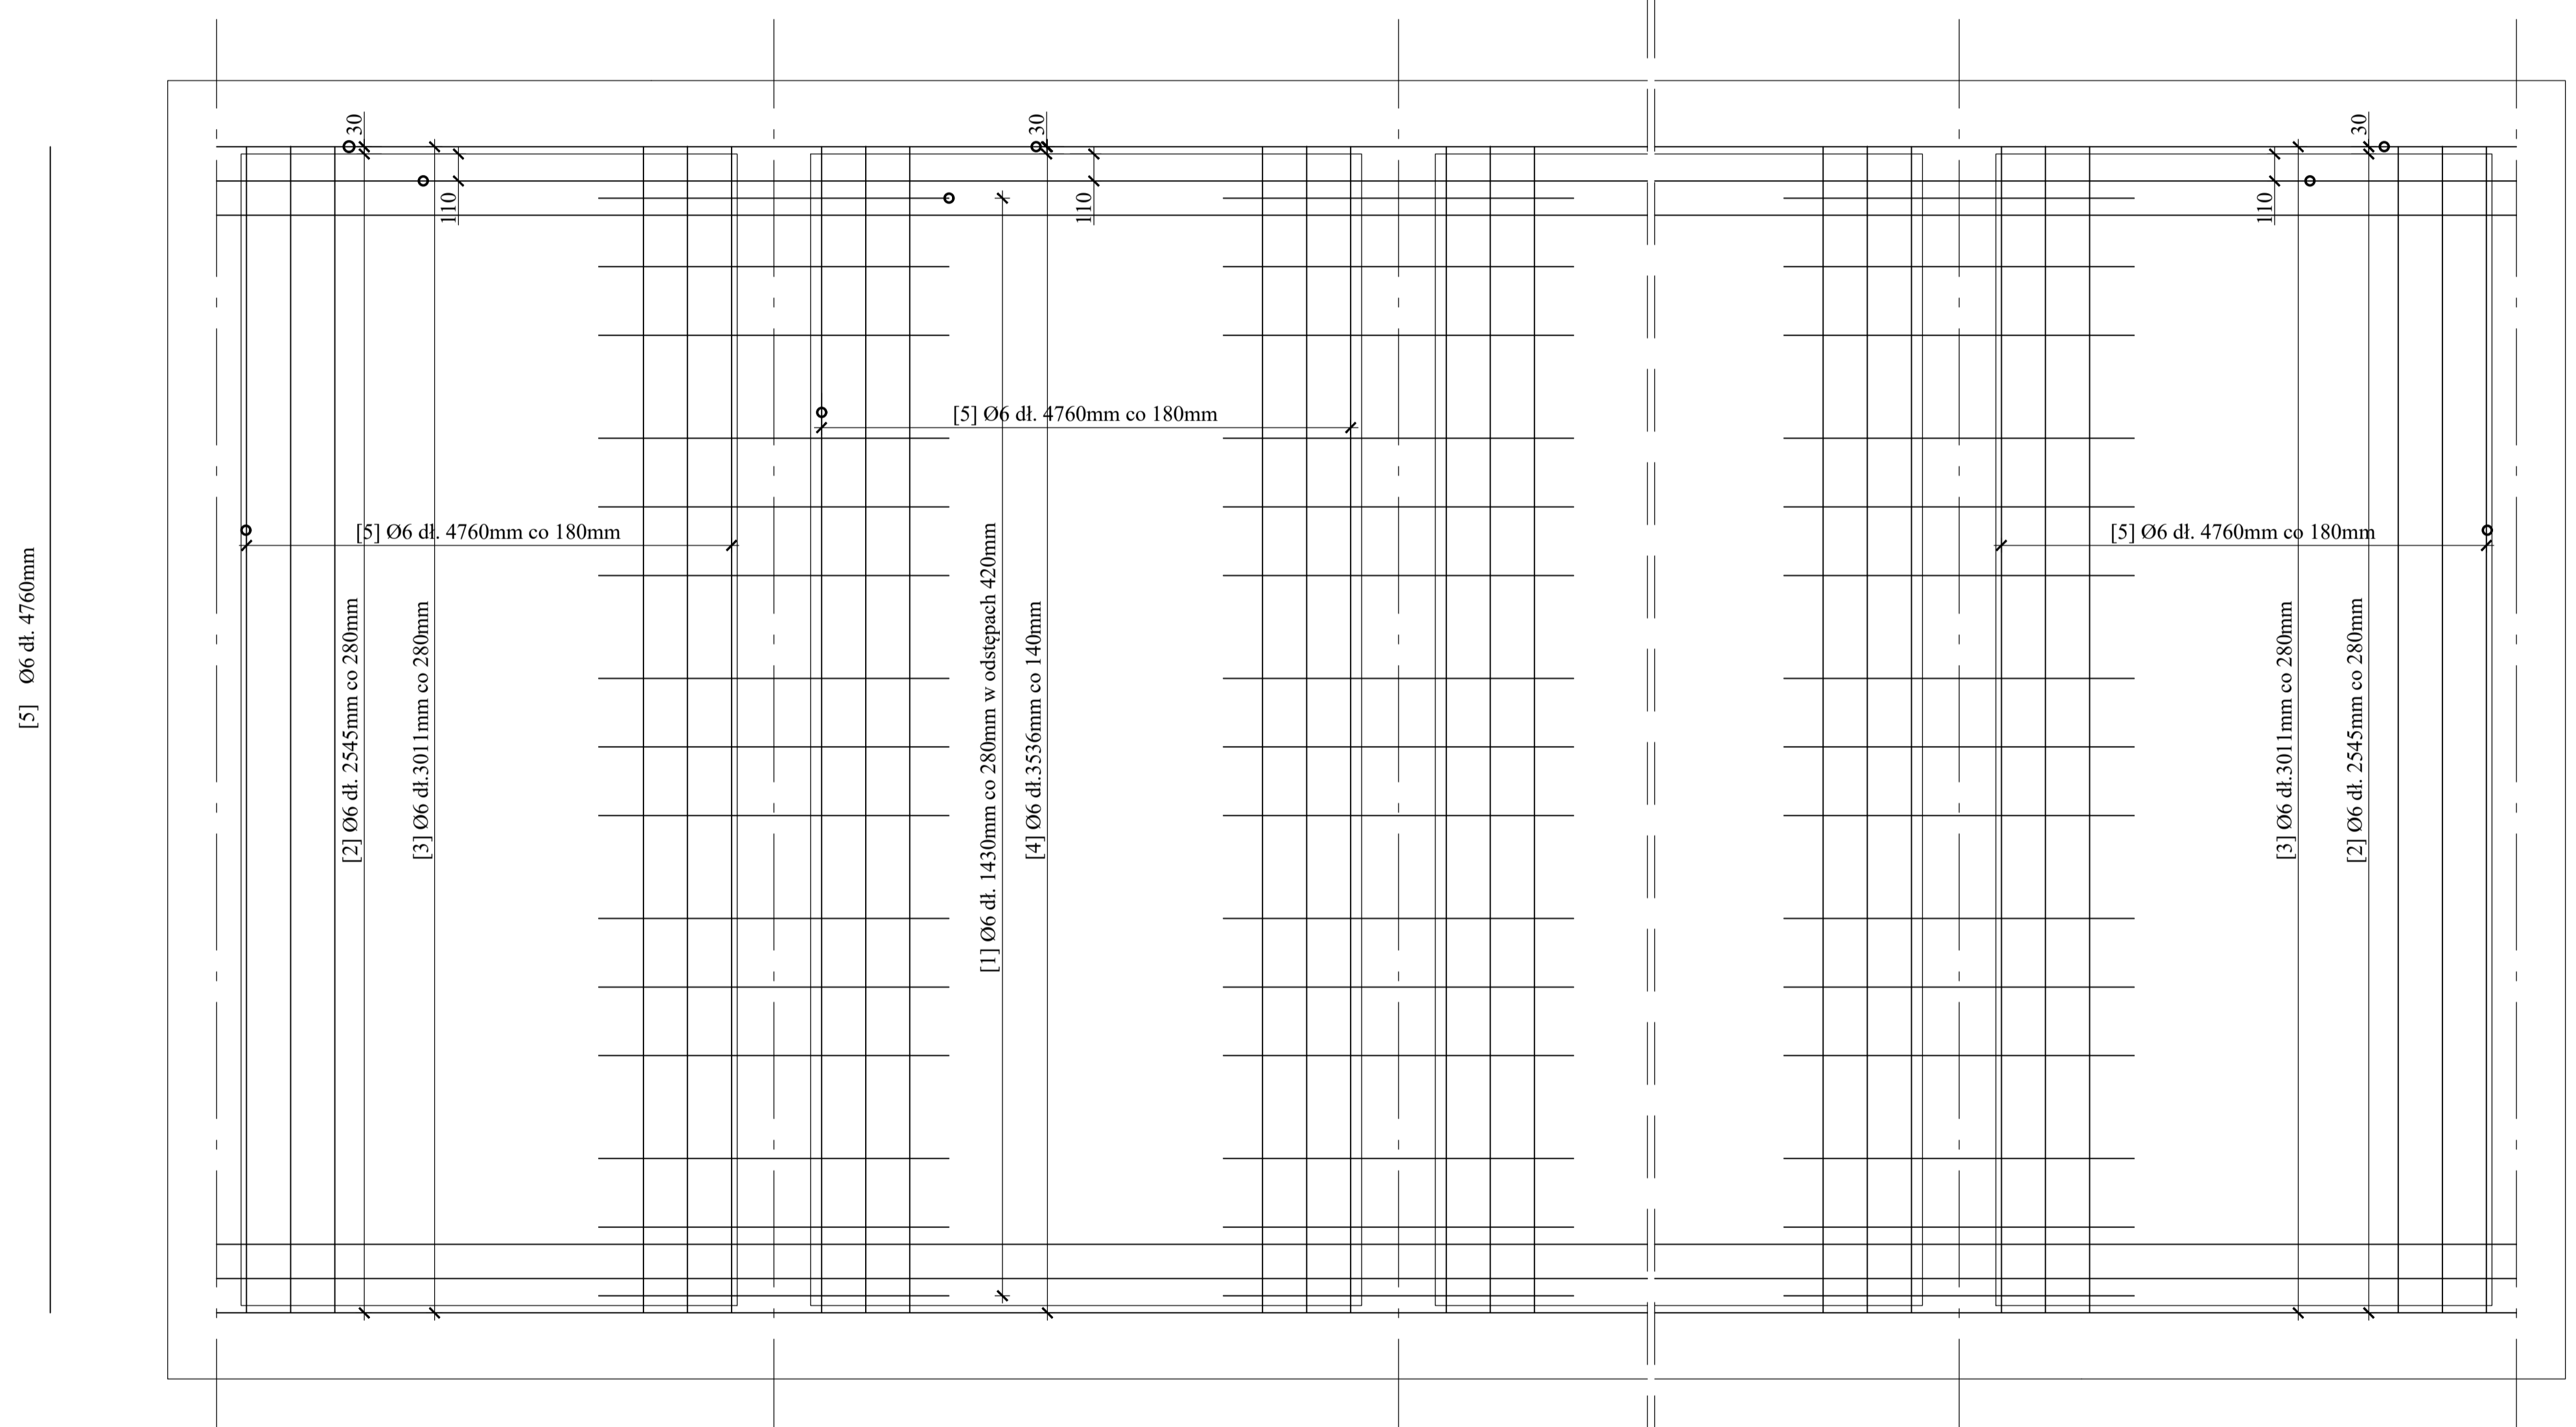 30
30
30
110
110
110
[5] Ø6 dł. 4760mm co 180mm
[5] Ø6 dł. 4760mm co 180mm
[5] Ø6 dł. 4760mm co 180mm
[5] Ø6 dł. 4760mm
[2] Ø6 dł. 2545mm co 280mm
[3] Ø6 dł.3011mm co 280mm
[1] Ø6 dł. 1430mm co 280mm w odstępach 420mm
[4] Ø6 dł.3536mm co 140mm
[3] Ø6 dł.3011mm co 280mm
[2] Ø6 dł. 2545mm co 280mm